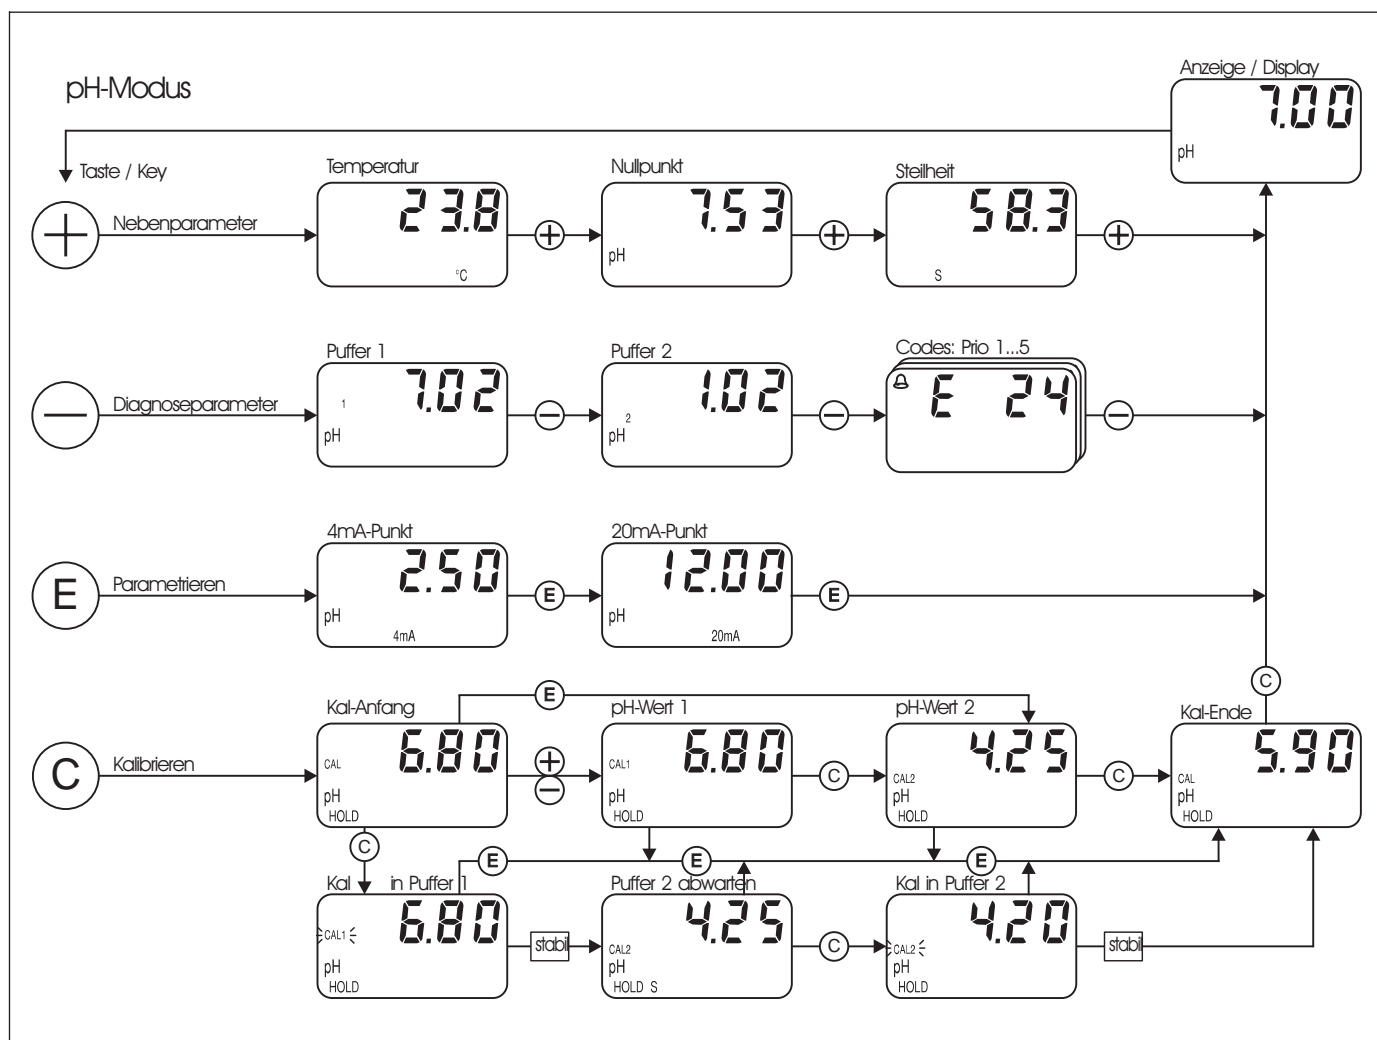 Anzeige / Display
7.00
pH
pH-Modus
Taste / Key
Nebenparameter
Temperatur
23.8
°C
+
Nullpunkt
7.53
pH
+
Steilheit
58.3
S
+
Diagnoseparameter
Puffer 1
7.02
1
pH
Puffer 2
1.02
2
pH
Codes: Prio 1...5
E 24
E
Parametrieren
4mA-Punkt
2.50
pH
4mA
E
20mA-Punkt
12.00
pH
20mA
E
C
Kalibrieren
Kal-Anfang
6.80
CAL
pH
HOLD
E
+
−
pH-Wert 1
6.80
CAL1
pH
HOLD
C
pH-Wert 2
4.25
CAL2
pH
HOLD
C
Kal-Ende
5.90
CAL
pH
HOLD
C
C
E
E
E
Kal in Puffer 1
6.80
CAL1
pH
HOLD
stabil
Puffer 2 abwarten
4.25
CAL2
pH
HOLD S
C
Kal in Puffer 2
4.20
CAL2
pH
HOLD
stabil